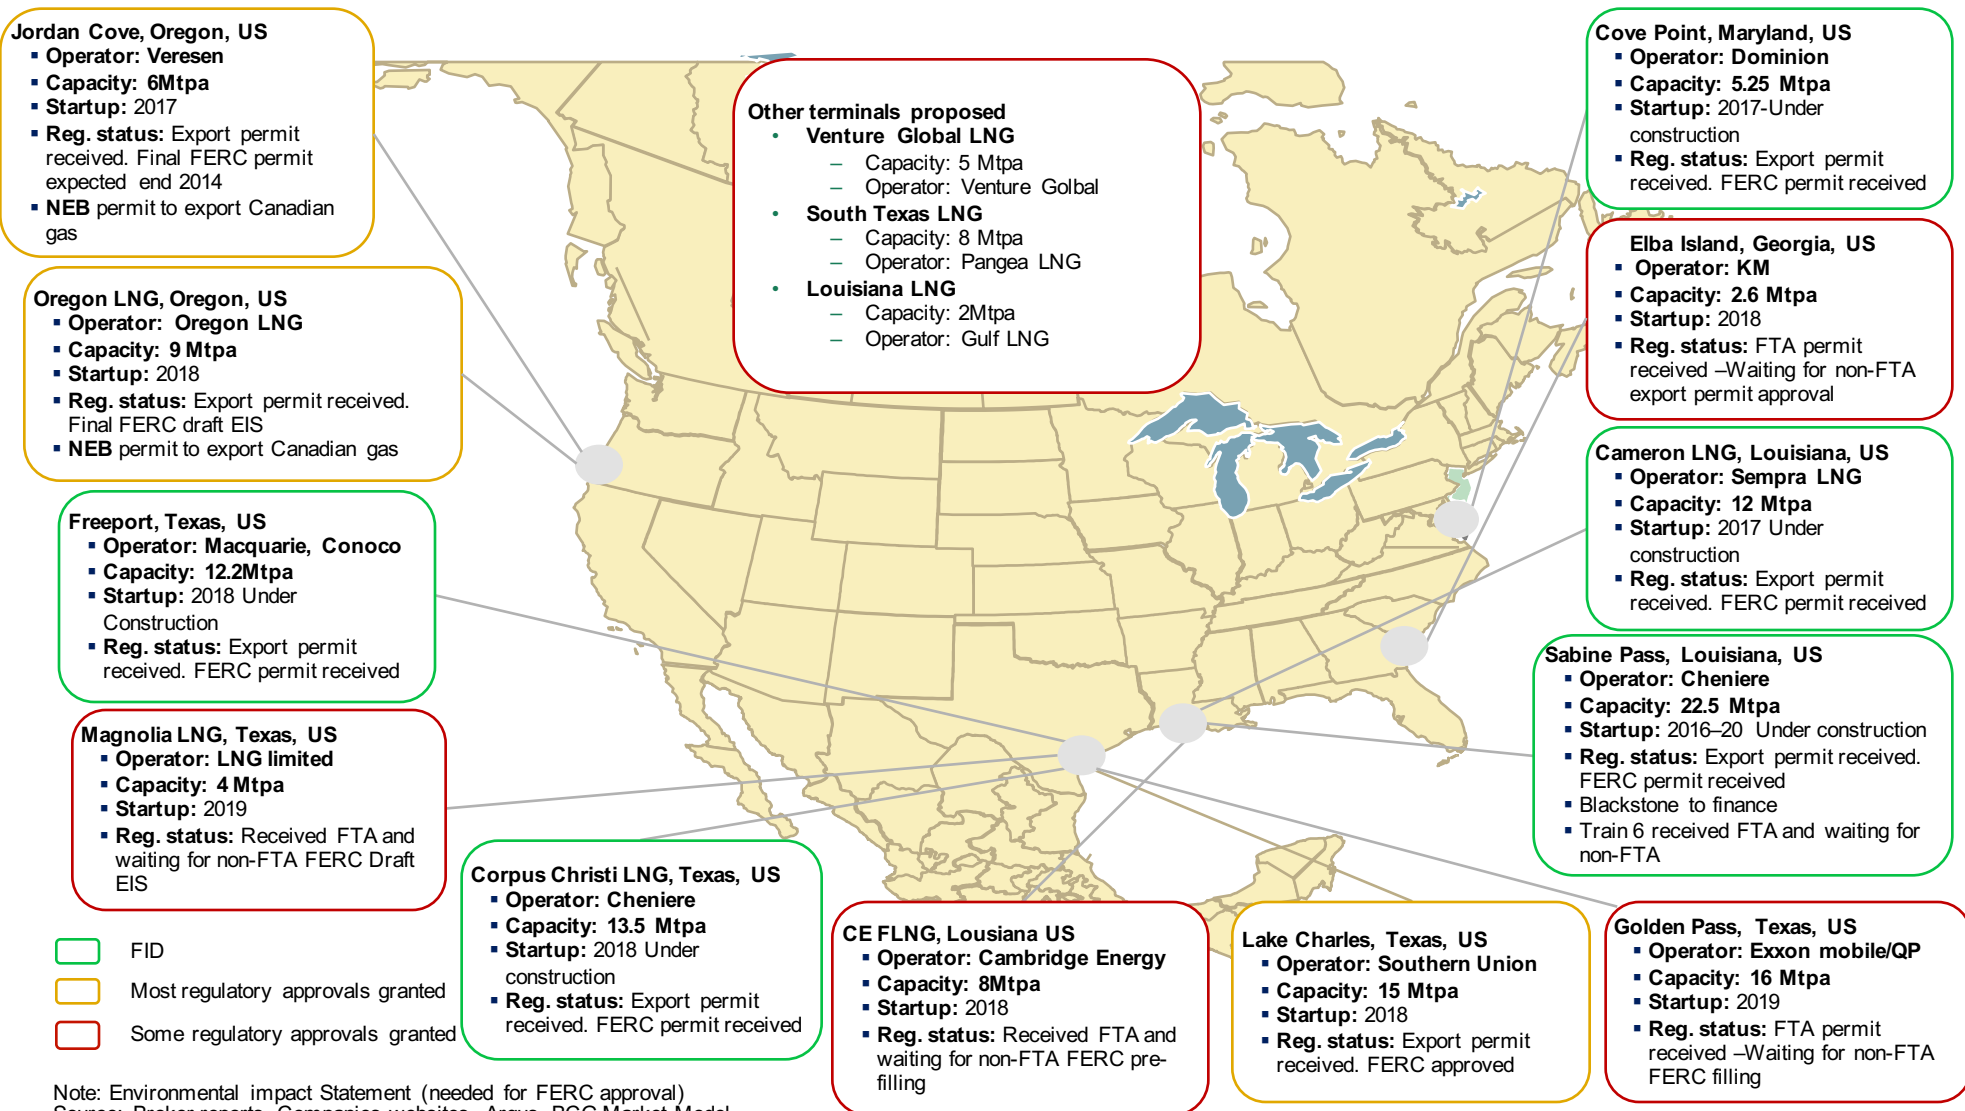 Jordan Cove, Oregon, US
▪ Operator: Veresen
▪ Capacity: 6Mtpa
▪ Startup: 2017
▪ Reg. status: Export permit
received. Final FERC permit
expected end 2014
▪ NEB permit to export Canadian
gas
Oregon LNG, Oregon, US
▪ Operator: Oregon LNG
▪ Capacity: 9 Mtpa
▪ Startup: 2018
▪ Reg. status: Export permit received.
Final FERC draft EIS
▪ NEB permit to export Canadian gas
Freeport, Texas, US
▪ Operator: Macquarie, Conoco
▪ Capacity: 12.2Mtpa
▪ Startup: 2018 Under
Construction
▪ Reg. status: Export permit
received. FERC permit received
Magnolia LNG, Texas, US
▪ Operator: LNG limited
▪ Capacity: 4 Mtpa
▪ Startup: 2019
▪ Reg. status: Received FTA and
waiting for non-FTA FERC Draft
EIS
Other terminals proposed
• Venture Global LNG
– Capacity: 5 Mtpa
– Operator: Venture Golbal
• South Texas LNG
– Capacity: 8 Mtpa
– Operator: Pangea LNG
• Louisiana LNG
– Capacity: 2Mtpa
– Operator: Gulf LNG
Cove Point, Maryland, US
▪ Operator: Dominion
▪ Capacity: 5.25 Mtpa
▪ Startup: 2017-Under
construction
▪ Reg. status: Export permit
received. FERC permit received
Elba Island, Georgia, US
▪ Operator: KM
▪ Capacity: 2.6 Mtpa
▪ Startup: 2018
▪ Reg. status: FTA permit
received –Waiting for non-FTA
export permit approval
Cameron LNG, Louisiana, US
▪ Operator: Sempra LNG
▪ Capacity: 12 Mtpa
▪ Startup: 2017 Under
construction
▪ Reg. status: Export permit
received. FERC permit received
Sabine Pass, Louisiana, US
▪ Operator: Cheniere
▪ Capacity: 22.5 Mtpa
▪ Startup: 2016–20 Under construction
▪ Reg. status: Export permit received.
FERC permit received
▪ Blackstone to finance
▪ Train 6 received FTA and waiting for
non-FTA
Corpus Christi LNG, Texas, US
▪ Operator: Cheniere
▪ Capacity: 13.5 Mtpa
▪ Startup: 2018 Under
construction
▪ Reg. status: Export permit
received. FERC permit received
CE FLNG, Lousiana US
▪ Operator: Cambridge Energy
▪ Capacity: 8Mtpa
▪ Startup: 2018
▪ Reg. status: Received FTA and
waiting for non-FTA FERC pre-
filling
Lake Charles, Texas, US
▪ Operator: Southern Union
▪ Capacity: 15 Mtpa
▪ Startup: 2018
▪ Reg. status: Export permit
received. FERC approved
Golden Pass, Texas, US
▪ Operator: Exxon mobile/QP
▪ Capacity: 16 Mtpa
▪ Startup: 2019
▪ Reg. status: FTA permit
received –Waiting for non-FTA
FERC filling
FID
Most regulatory approvals granted
Some regulatory approvals granted
Note: Environmental impact Statement (needed for FERC approval)
Source: Broker reports, Companies websites, Argus, BCG Market Model